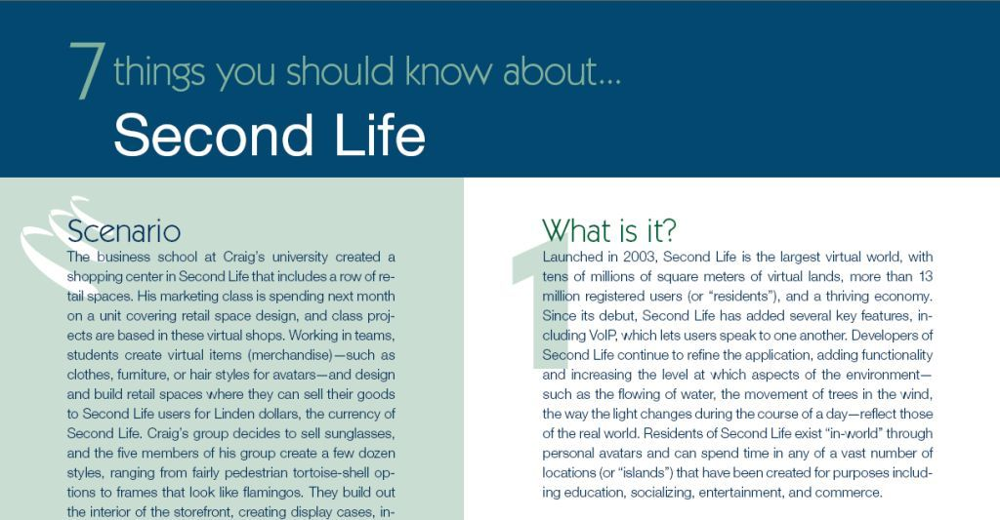 7 things you should know about...
Second Life
Scenario
The business school at Craig's university created a
shopping center in Second Life that includes a row of re-
tail spaces. His marketing class is spending next month
on a unit covering retail space design, and class proj-
ects are based in these virtual shops. Working in teams,
students create virtual items (merchandise)—such as
clothes, furniture, or hair styles for avatars—and design
and build retail spaces where they can sell their goods
to Second Life users for Linden dollars, the currency of
Second Life. Craig's group decides to sell sunglasses,
and the five members of his group create a few dozen
styles, ranging from fairly pedestrian tortoise-shell op-
tions to frames that look like flamingos. They build out
the interior of the storefront, creating display cases, in-
1
What is it?
Launched in 2003, Second Life is the largest virtual world, with
tens of millions of square meters of virtual lands, more than 13
million registered users (or “residents”), and a thriving economy.
Since its debut, Second Life has added several key features, in-
cluding VoIP, which lets users speak to one another. Developers of
Second Life continue to refine the application, adding functionality
and increasing the level at which aspects of the environment—
such as the flowing of water, the movement of trees in the wind,
the way the light changes during the course of a day—reflect those
of the real world. Residents of Second Life exist “in-world” through
personal avatars and can spend time in any of a vast number of
locations (or “islands”) that have been created for purposes includ-
ing education, socializing, entertainment, and commerce.